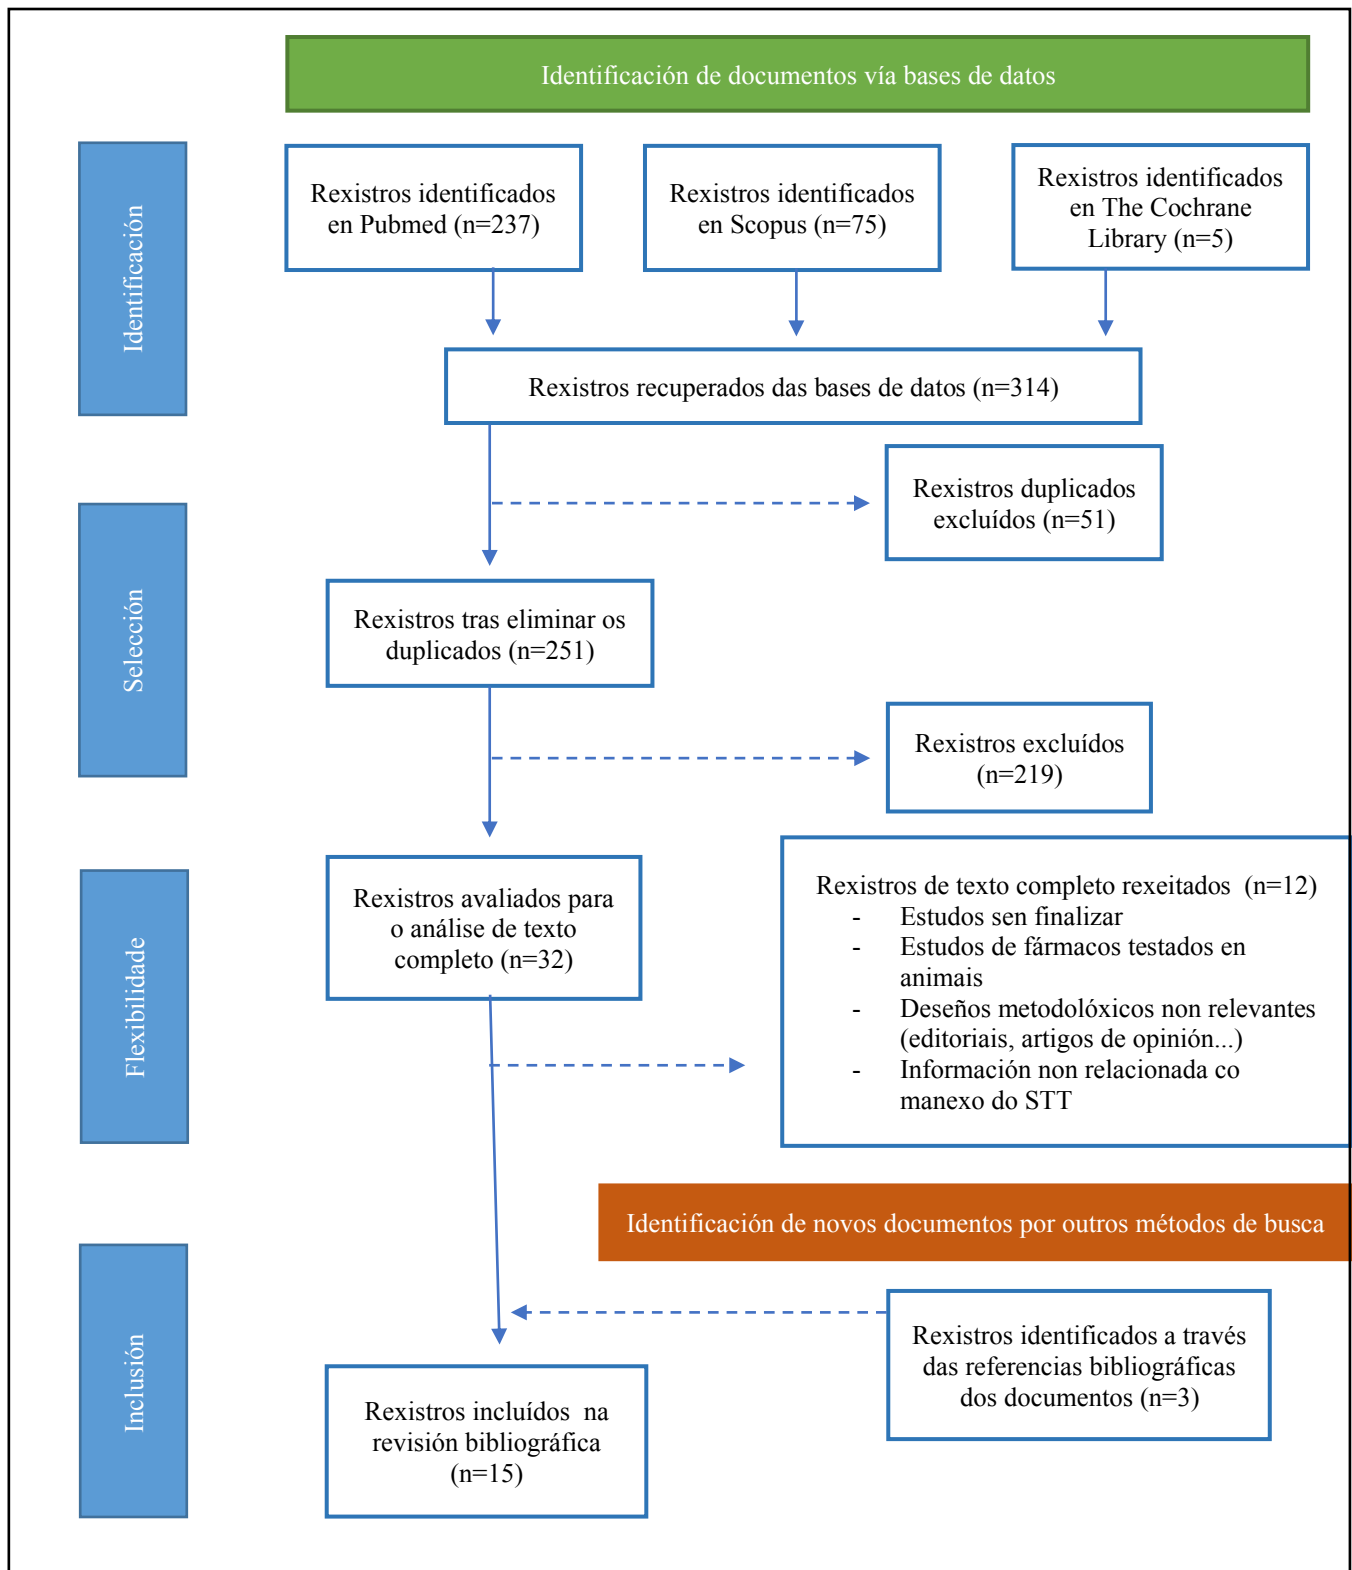 Identificación de documentos vía bases de datos
Identificación
Rexistros identificados
en Pubmed (n=237)
Rexistros identificados
en Scopus (n=75)
Rexistros identificados
en The Cochrane
Library (n=5)
Rexistros recuperados das bases de datos (n=314)
Rexistros duplicados
excluídos (n=51)
Selección
Rexistros tras eliminar os
duplicados (n=251)
Rexistros excluídos
(n=219)
Flexibilidade
Rexistros avaliados para
o análise de texto
completo (n=32)
Rexistros de texto completo rexeitados (n=12)
- Estudos sen finalizar
- Estudos de fármacos testados en
animais
- Deseños metodolóxicos non relevantes
(editoriais, artigos de opinión...)
- Información non relacionada co
manexo do STT
Identificación de novos documentos por outros métodos de busca
Inclusión
Rexistros identificados a través
das referencias bibliográficas
dos documentos (n=3)
Rexistros incluídos na
revisión bibliográfica
(n=15)